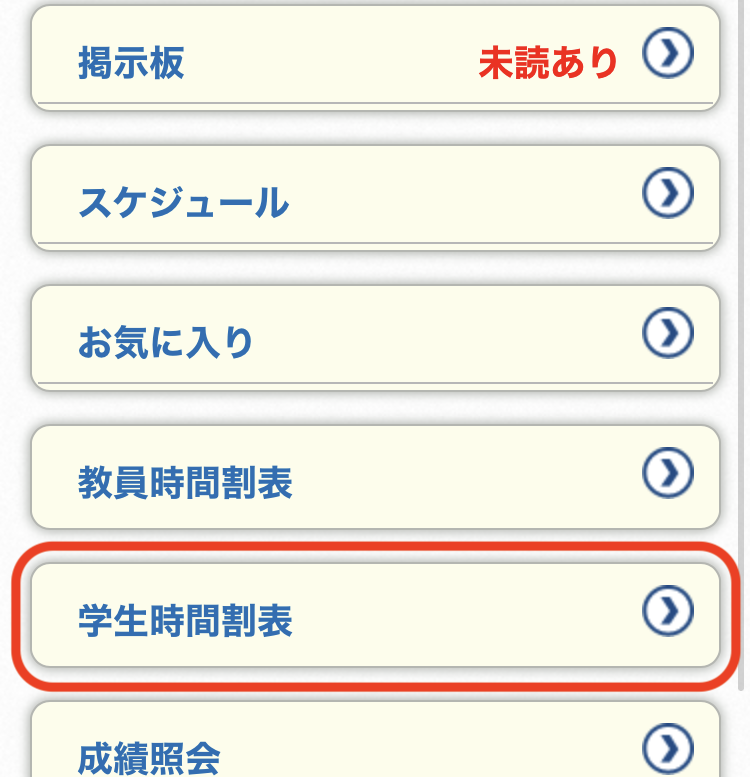 掲示板 未読あり
スケジュール
お気に入り
教員時間割表
学生時間割表
成績照会